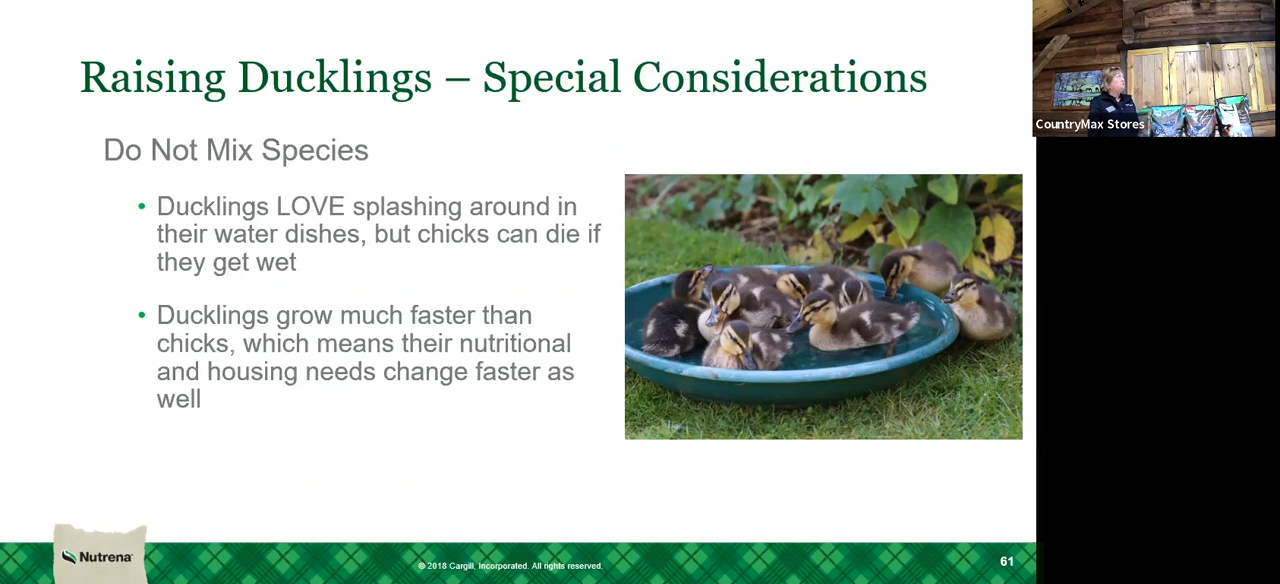 Raising Ducklings – Special Considerations
CountryMax Stores
Do Not Mix Species
• Ducklings LOVE splashing around in
their water dishes, but chicks can die if
they get wet
• Ducklings grow much faster than
chicks, which means their nutritional
and housing needs change faster as
well
Nutrena
© 2018 Cargill, Incorporated. All rights reserved.
61